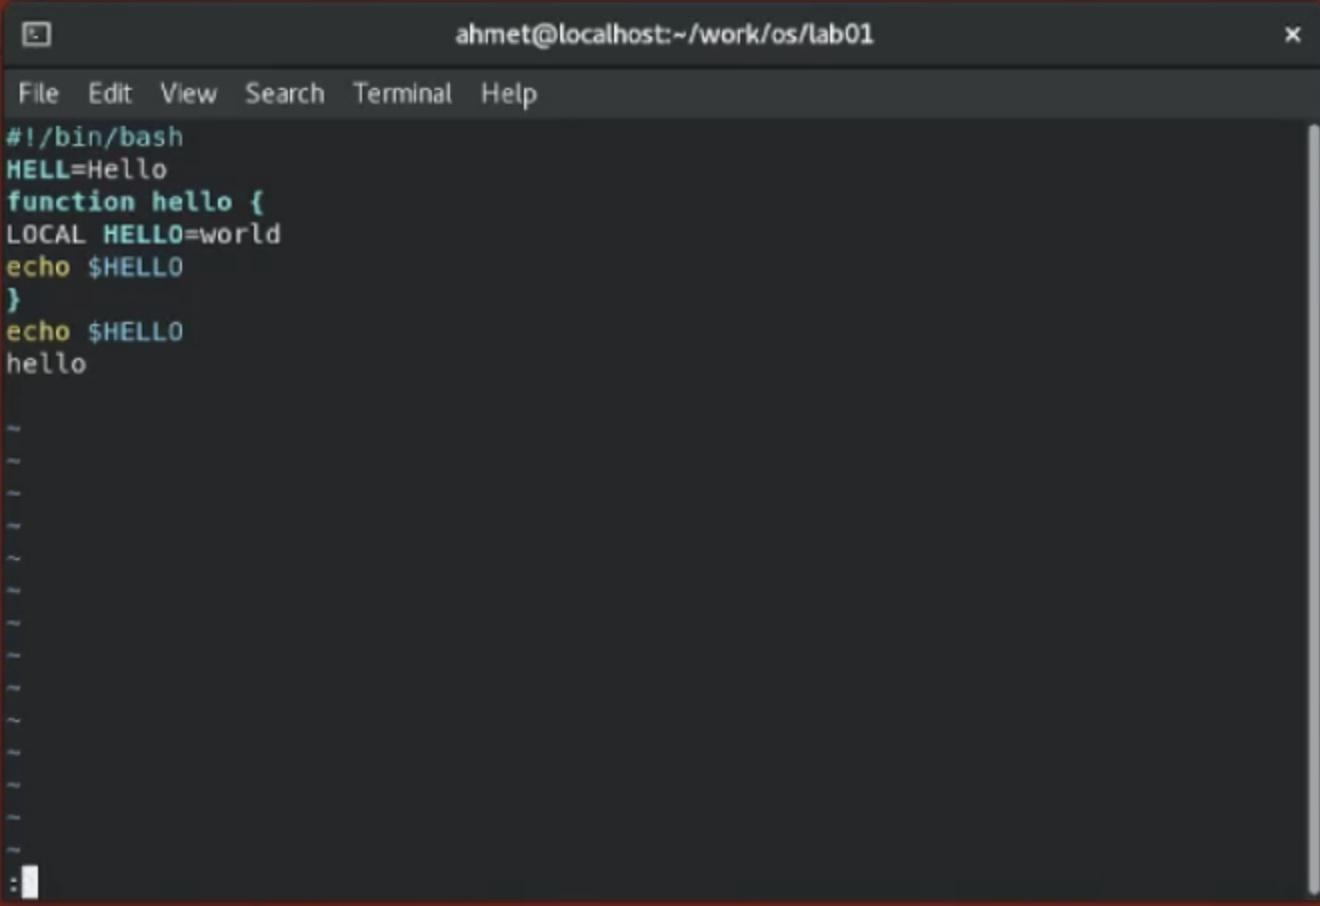 ahmet@localhost:~/work/os/lab01
File Edit View Search Terminal Help
#!/bin/bash
HELL=Hello
function hello {
LOCAL HELLO=world
echo $HELLO
}
echo $HELLO
hello
~
~
~
~
~
~
~
~
~
~
~
~
~
~
: